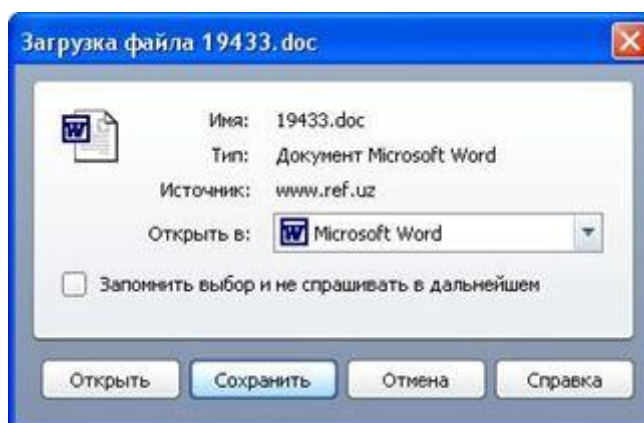 Загрузка файла 19433.doc
Имя: 19433.doc
Тип: Документ Microsoft Word
Источник: www.ref.uz
Открыть в: Microsoft Word
Запомнить выбор и не спрашивать в дальнейшем
Открыть Сохранить Отмена Справка